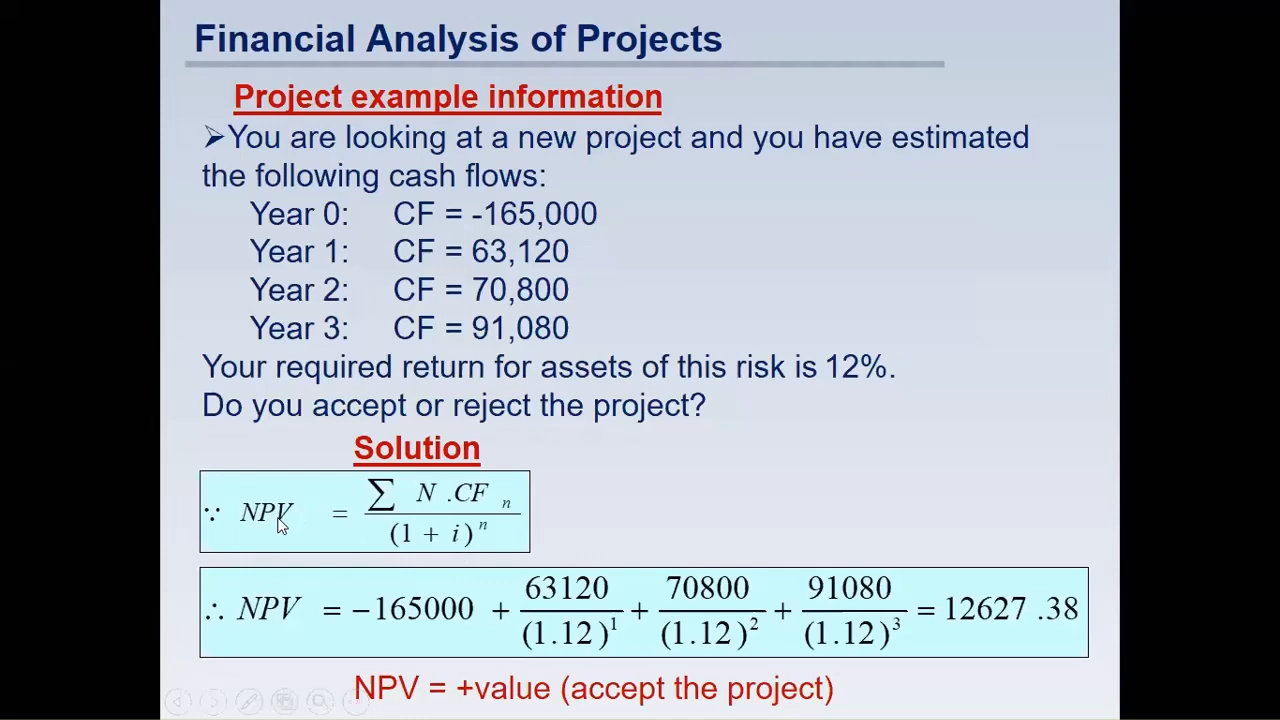 Financial Analysis of Projects
Project example information
➢You are looking at a new project and you have estimated
the following cash flows:
Year 0: CF = -165,000
Year 1: CF = 63,120
Year 2: CF = 70,800
Year 3: CF = 91,080
Your required return for assets of this risk is 12%.
Do you accept or reject the project?
Solution
∵ NPV = ∑ N .CF n / (1 + i)^n
∴ NPV = −165000 + 63120/(1.12)^1 + 70800/(1.12)^2 + 91080/(1.12)^3 = 12627 .38
NPV = +value (accept the project)